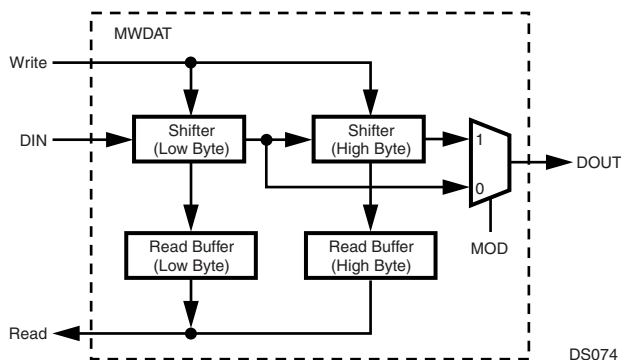 MWDAT
Write
DIN
Shifter
(Low Byte)
Shifter
(High Byte)
1
0
DOUT
MOD
Read Buffer
(Low Byte)
Read Buffer
(High Byte)
Read
DS074